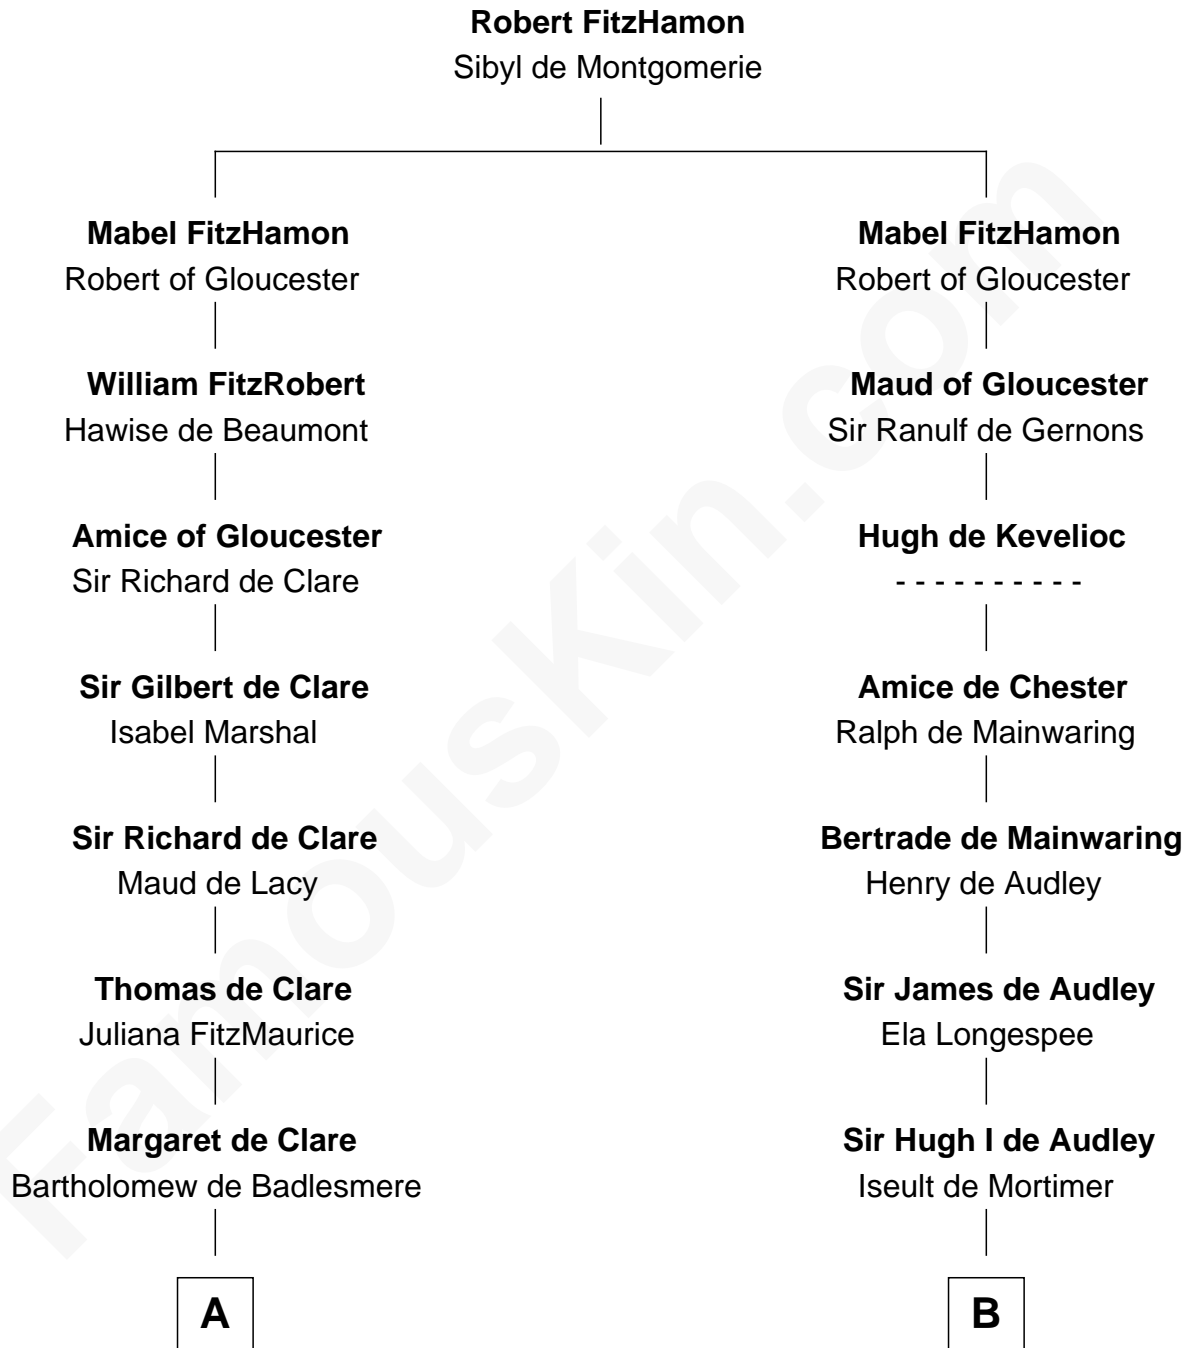 Robert FitzHamon
Sibyl de Montgomerie
Mabel FitzHamon
Robert of Gloucester
William FitzRobert
Hawise de Beaumont
Amice of Gloucester
Sir Richard de Clare
Sir Gilbert de Clare
Isabel Marshal
Sir Richard de Clare
Maud de Lacy
Thomas de Clare
Juliana FitzMaurice
Margaret de Clare
Bartholomew de Badlesmere
A
Mabel FitzHamon
Robert of Gloucester
Maud of Gloucester
Sir Ranulf de Gernons
Hugh de Kevelioc
- - - - - - - - - -
Amice de Chester
Ralph de Mainwaring
Bertrade de Mainwaring
Henry de Audley
Sir James de Audley
Ela Longespee
Sir Hugh I de Audley
Iseult de Mortimer
B
FamousKin.com